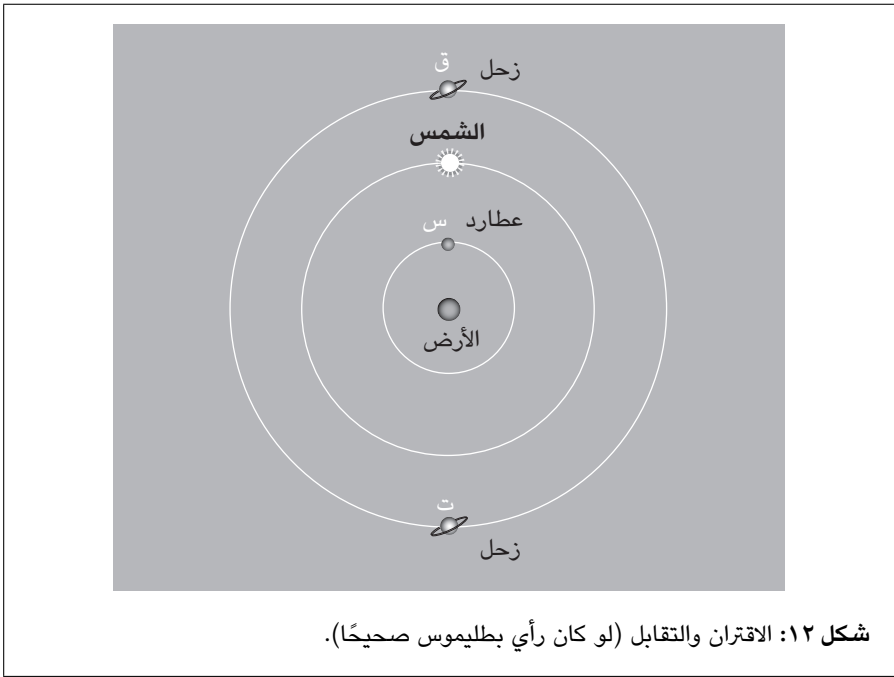 ق
زحل
الشمس
س
عطارد
الأرض
ت
زحل
شكل ١٢: الاقتران والتقابل (لو كان رأي بطليموس صحيحًا).